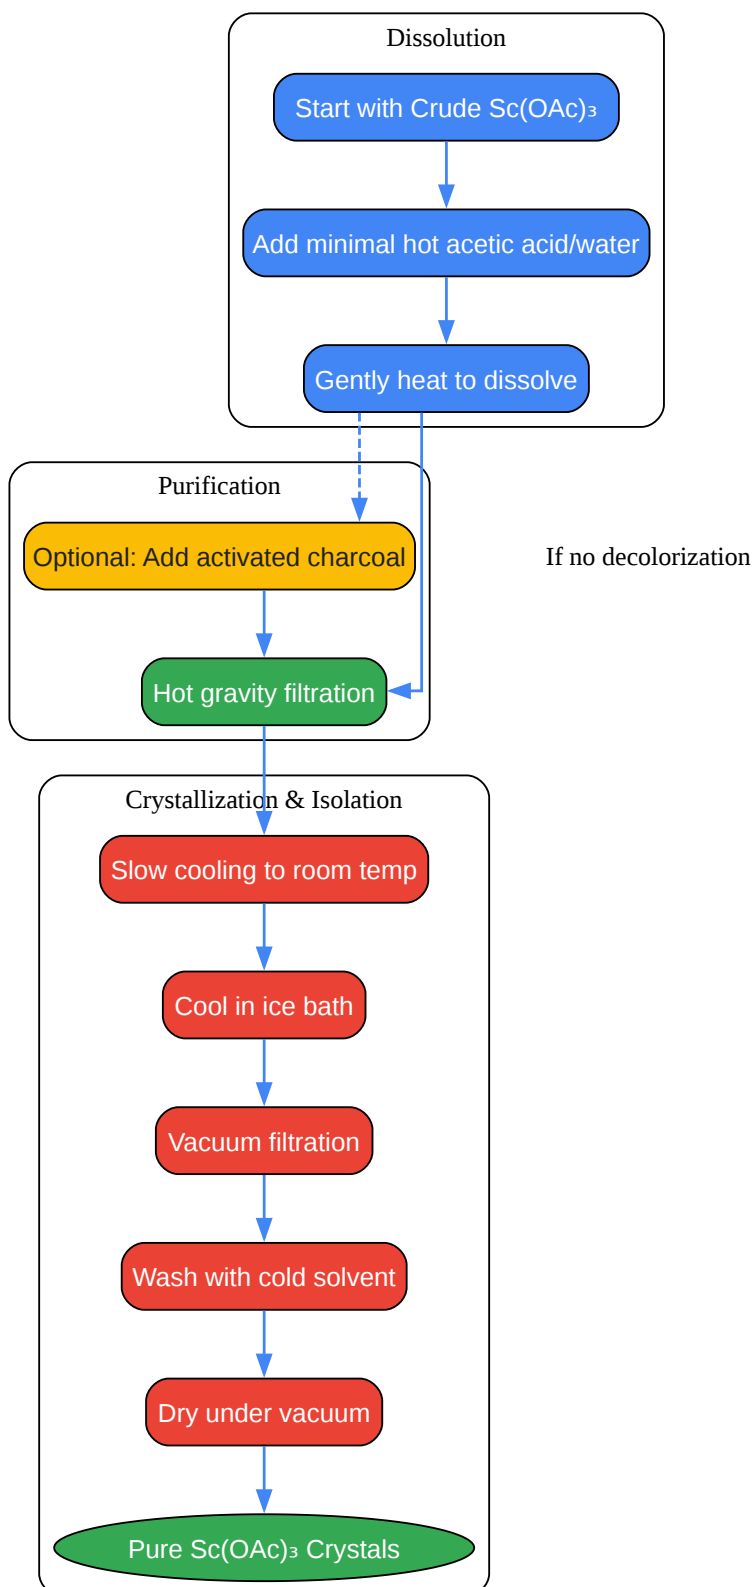 Dissolution
Start with Crude Sc(OAc)₃
Add minimal hot acetic acid/water
Gently heat to dissolve
Purification
Optional: Add activated charcoal
If no decolorization
Hot gravity filtration
Crystallization & Isolation
Slow cooling to room temp
Cool in ice bath
Vacuum filtration
Wash with cold solvent
Dry under vacuum
Pure Sc(OAc)₃ Crystals